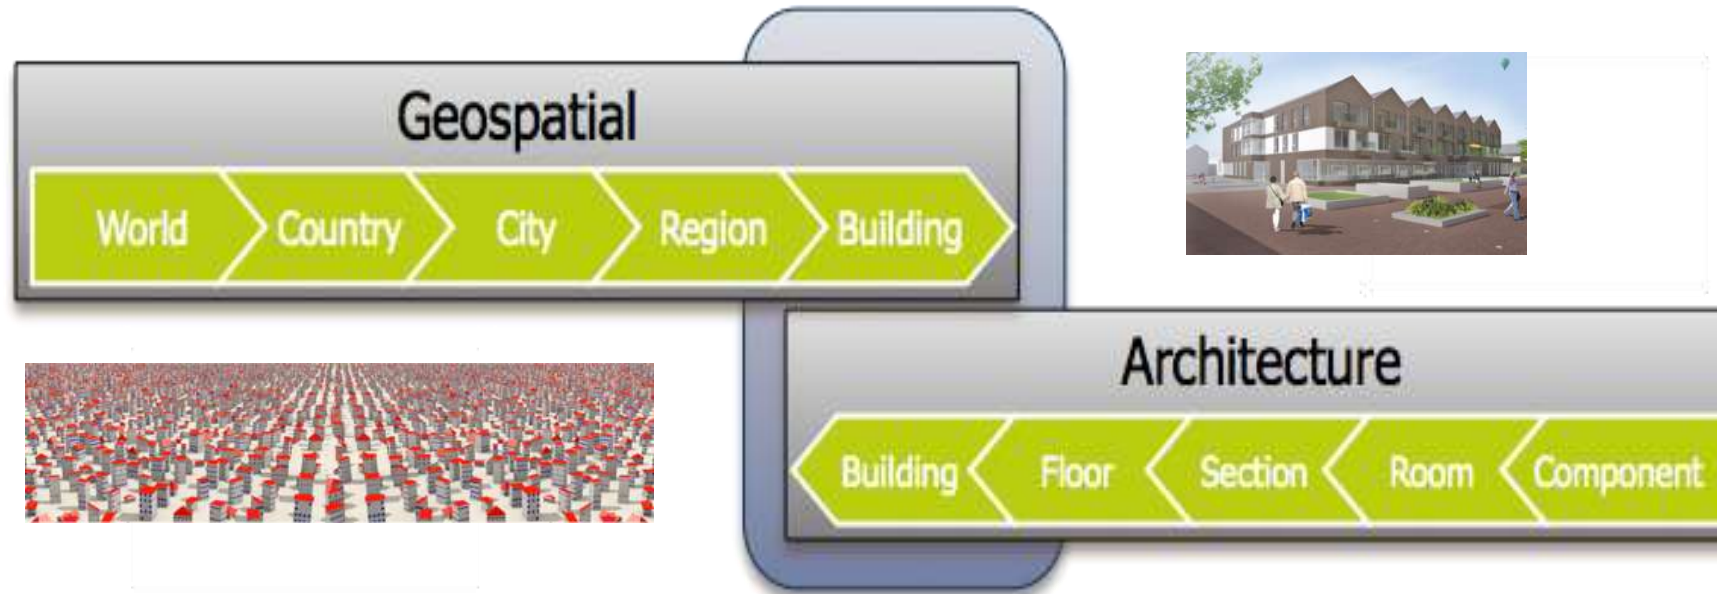 Geospatial
World Country City Region Building
Architecture
Building Floor Section Room Component